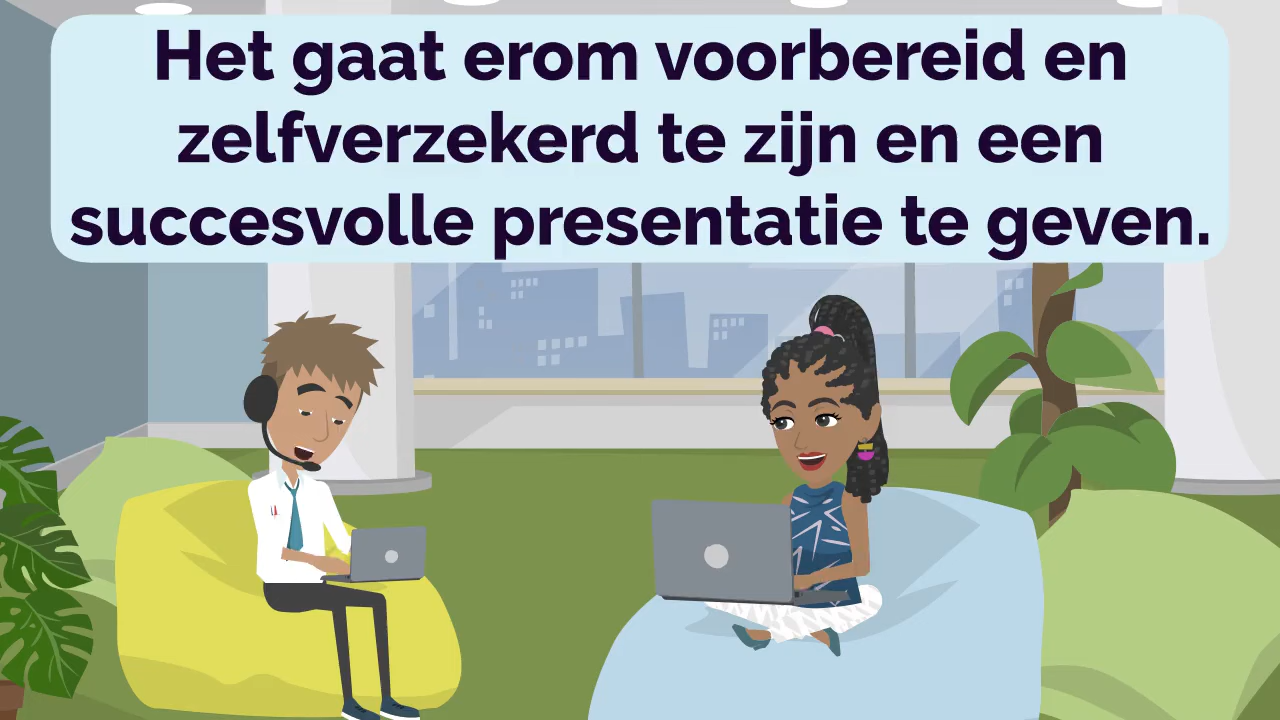 Het gaat erom voorbereid en
zelfverzekerd te zijn en een
succesvolle presentatie te geven.